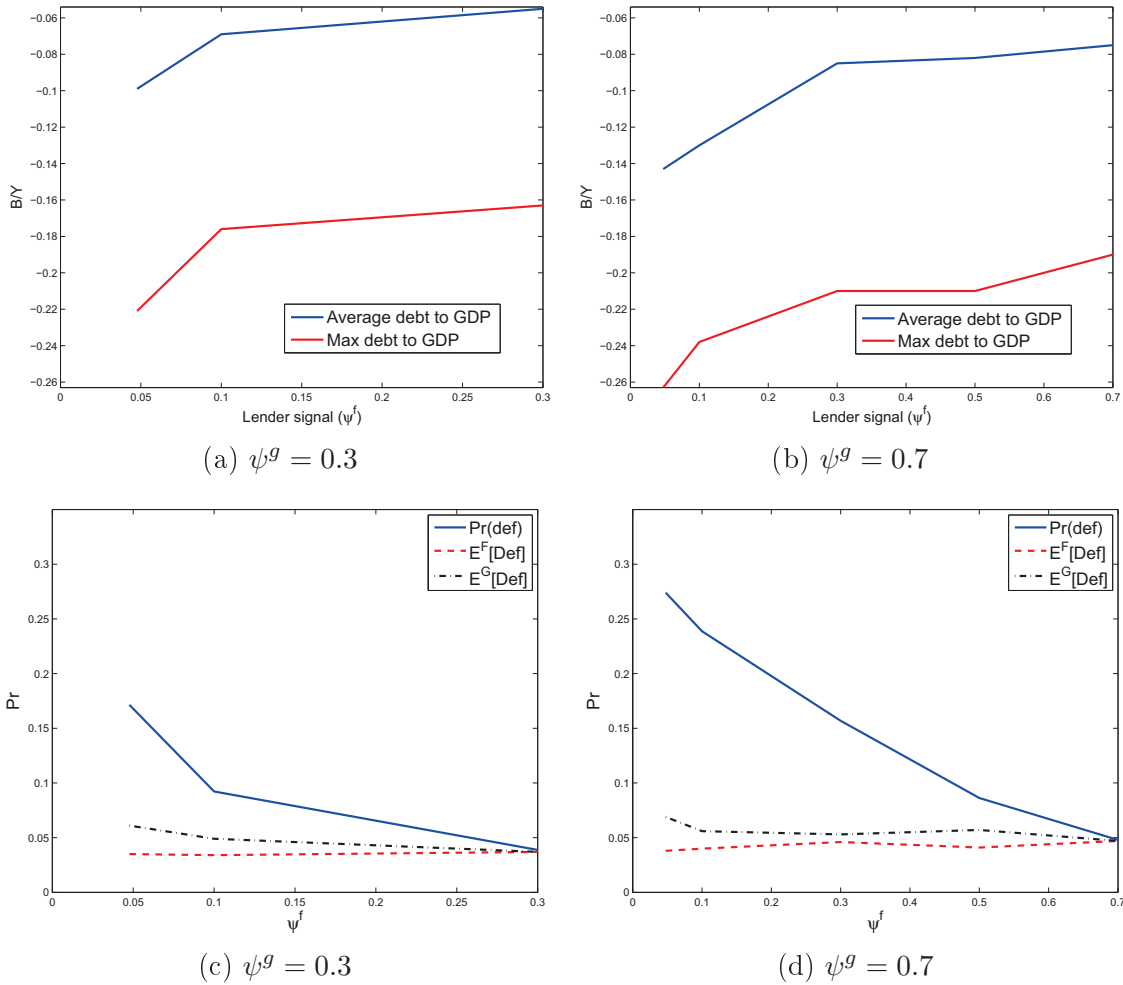 −0.06
−0.08
−0.1
−0.12
−0.14
−0.16
−0.18
−0.2
−0.22
−0.24
−0.26
B/Y
0 0.05 0.1 0.15 0.2 0.25 0.3
Lender signal (ψ^f)
Average debt to GDP
Max debt to GDP
(a) ψ^g = 0.3
−0.06
−0.08
−0.1
−0.12
−0.14
−0.16
−0.18
−0.2
−0.22
−0.24
−0.26
B/Y
0 0.1 0.2 0.3 0.4 0.5 0.6 0.7
Lender signal (ψ^f)
Average debt to GDP
Max debt to GDP
(b) ψ^g = 0.7
Pr(def)
E^F[Def]
E^G[Def]
0.3
0.25
0.2
0.15
0.1
0.05
0
Pr
0 0.05 0.1 0.15 0.2 0.25 0.3
ψ^f
(c) ψ^g = 0.3
Pr(def)
E^F[Def]
E^G[Def]
0.3
0.25
0.2
0.15
0.1
0.05
0
Pr
0 0.1 0.2 0.3 0.4 0.5 0.6 0.7
ψ^f
(d) ψ^g = 0.7